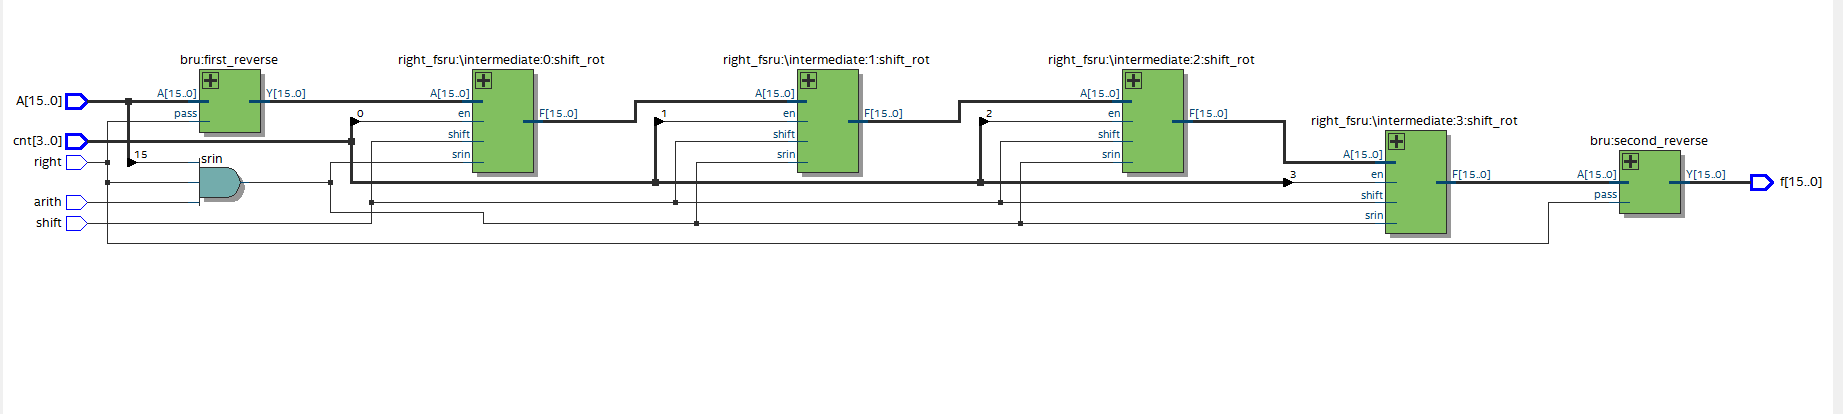 bru:first_reverse
right_fsru:\intermediate:0:shift_rot
right_fsru:\intermediate:1:shift_rot
right_fsru:\intermediate:2:shift_rot
A[15..0]
A[15..0]
Y[15..0]
pass
A[15..0]
0
en
F[15..0]
shift
srin
A[15..0]
1
en
F[15..0]
shift
srin
A[15..0]
2
en
F[15..0]
shift
srin
right_fsru:\intermediate:3:shift_rot
A[15..0]
3
en
F[15..0]
shift
srin
bru:second_reverse
A[15..0]
Y[15..0]
pass
f[15..0]
cnt[3..0]
right
15
srin
arith
shift